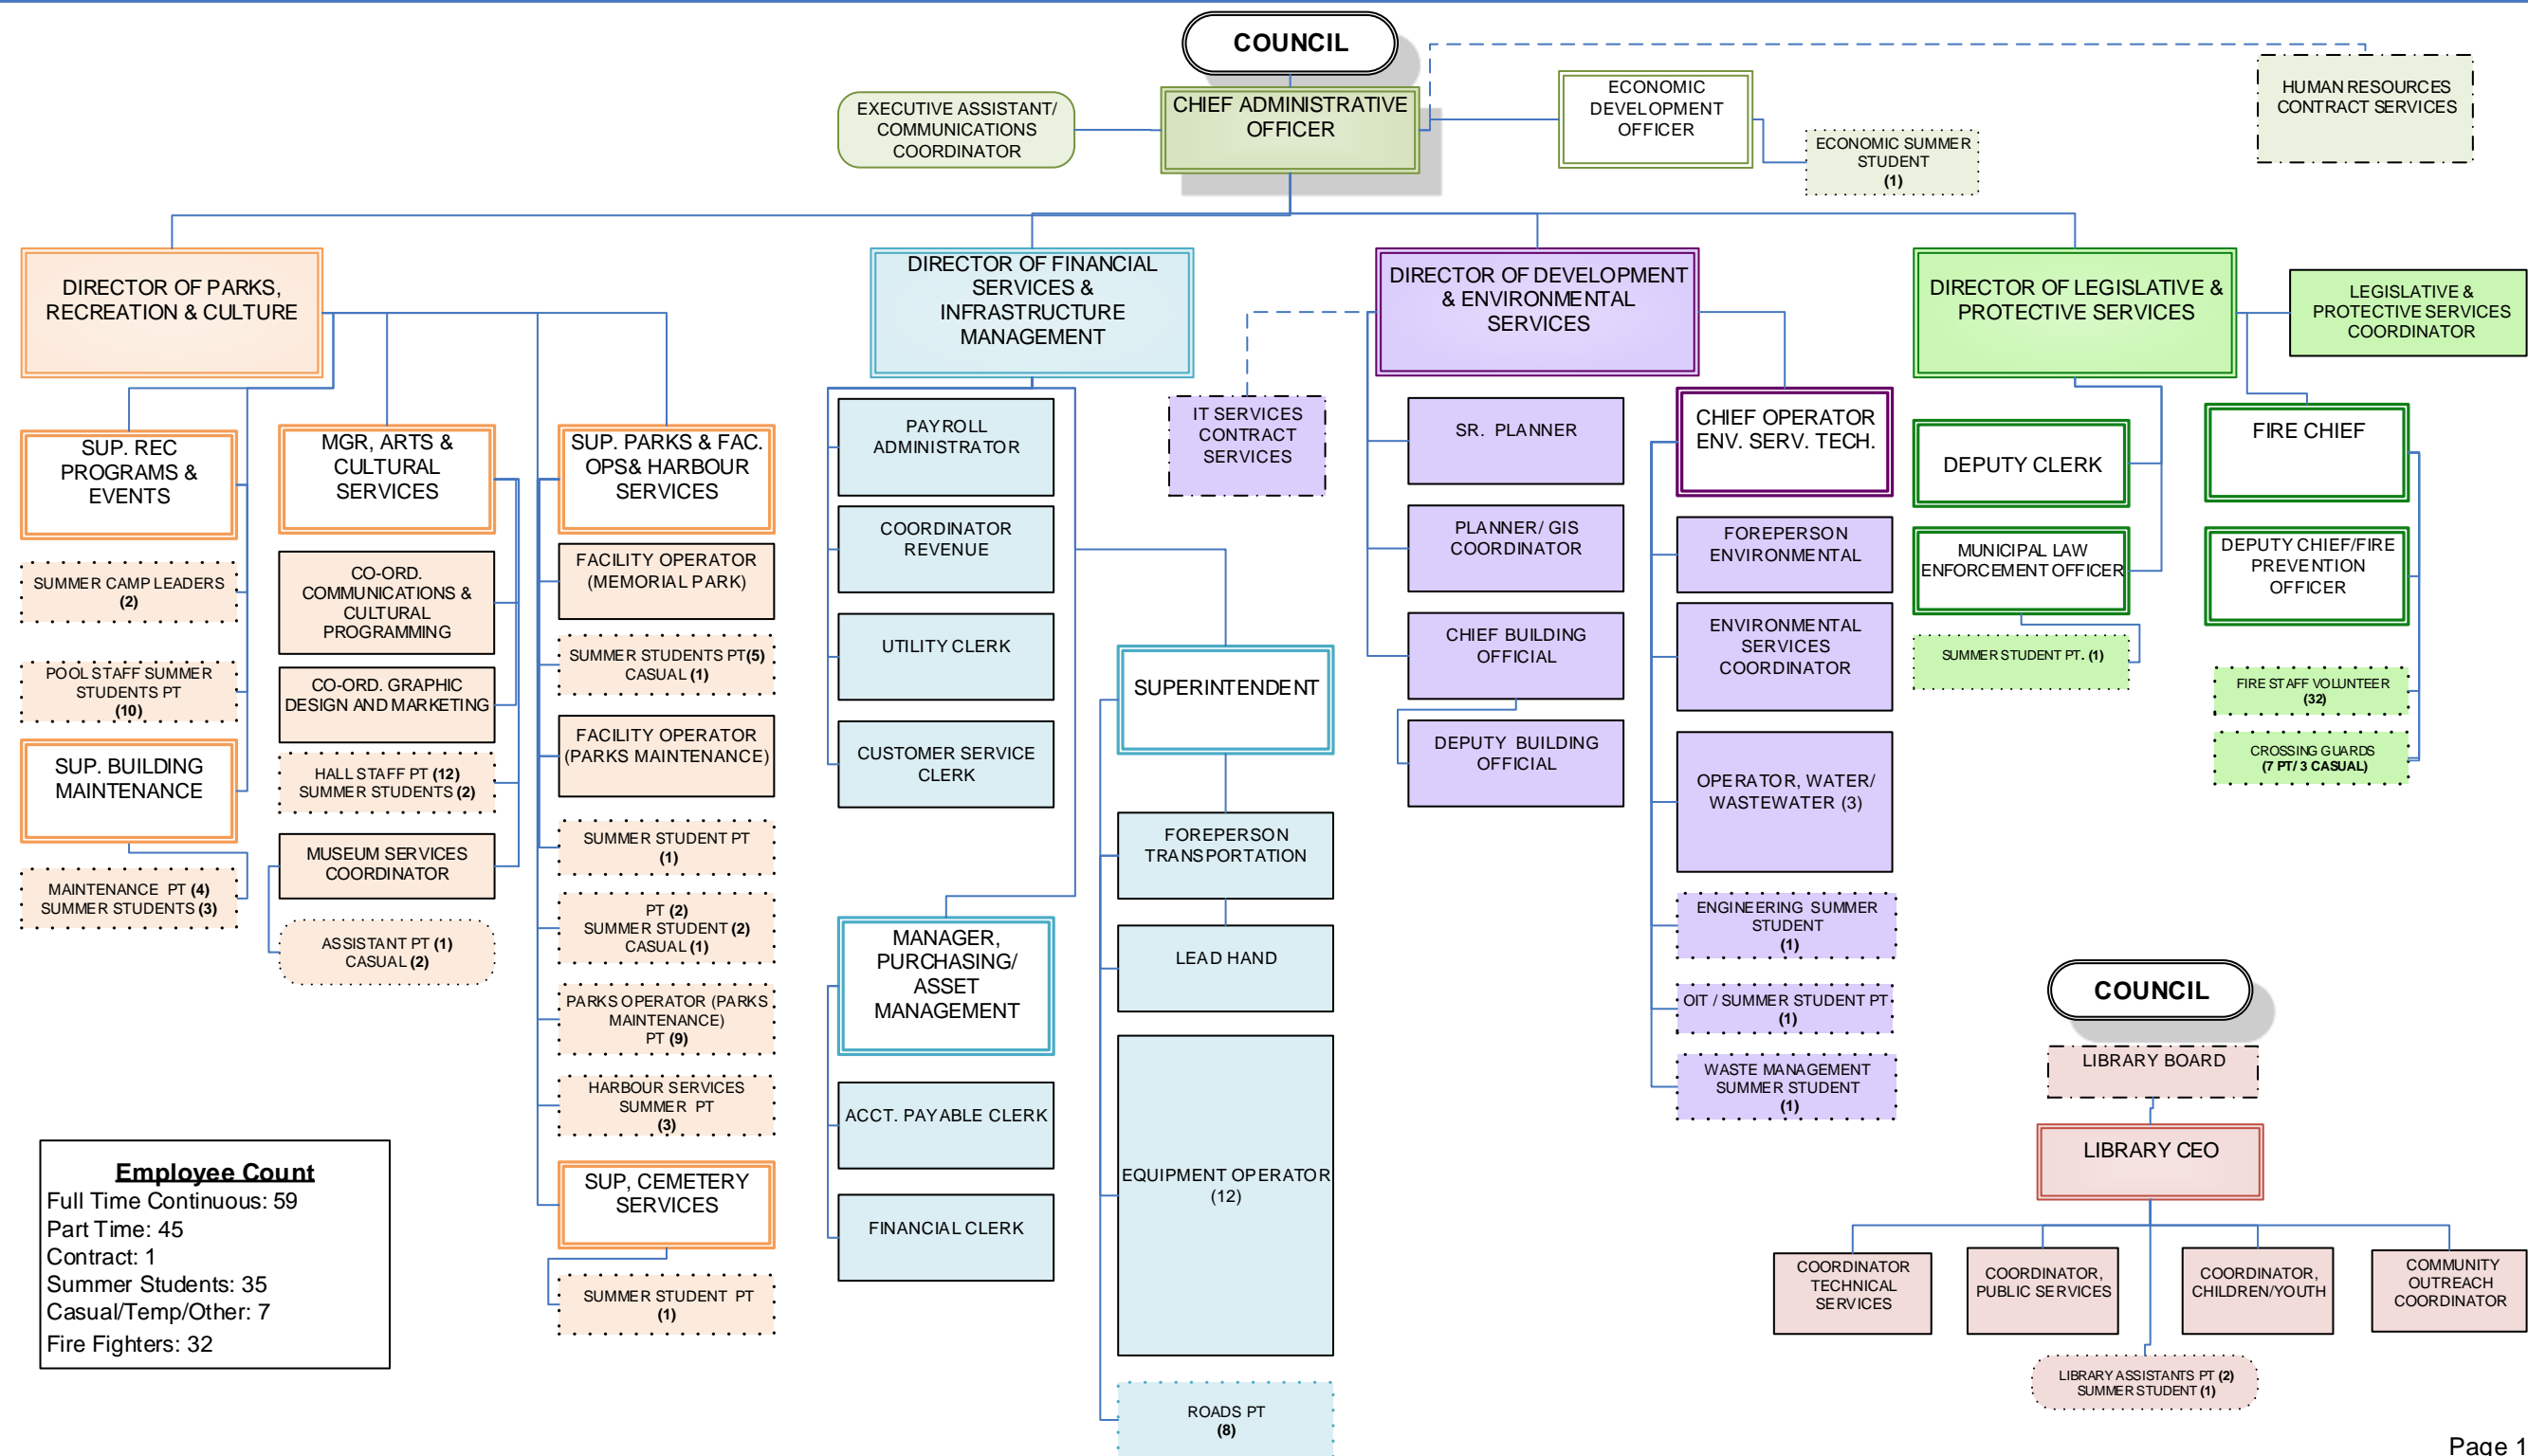 COUNCIL
EXECUTIVE ASSISTANT/
COMMUNICATIONS
COORDINATOR
CHIEF ADMINISTRATIVE
OFFICER
ECONOMIC
DEVELOPMENT
OFFICER
ECONOMIC SUMMER
STUDENT
(1)
HUMAN RESOURCES
CONTRACT SERVICES
DIRECTOR OF PARKS,
RECREATION & CULTURE
DIRECTOR OF FINANCIAL
SERVICES &
INFRASTRUCTURE
MANAGEMENT
DIRECTOR OF DEVELOPMENT
& ENVIRONMENTAL
SERVICES
DIRECTOR OF LEGISLATIVE &
PROTECTIVE SERVICES
LEGISLATIVE &
PROTECTIVE SERVICES
COORDINATOR
SUP. REC
PROGRAMS &
EVENTS
SUMMER CAMP LEADERS
(2)
POOL STAFF SUMMER
STUDENTS PT
(10)
SUP. BUILDING
MAINTENANCE
MAINTENANCE PT (4)
SUMMER STUDENTS (3)
MGR, ARTS &
CULTURAL
SERVICES
CO-ORD.
COMMUNICATIONS &
CULTURAL
PROGRAMMING
CO-ORD. GRAPHIC
DESIGN AND MARKETING
HALL STAFF PT (12)
SUMMER STUDENTS (2)
MUSEUM SERVICES
COORDINATOR
ASSISTANT PT (1)
CASUAL (2)
SUP. PARKS & FAC.
OPS& HARBOUR
SERVICES
FACILITY OPERATOR
(MEMORIAL PARK)
SUMMER STUDENTS PT(5)
CASUAL (1)
FACILITY OPERATOR
(PARKS MAINTENANCE)
SUMMER STUDENT PT
(1)
PT (2)
SUMMER STUDENT (2)
CASUAL (1)
PARKS OPERATOR (PARKS
MAINTENANCE)
PT (9)
HARBOUR SERVICES
SUMMER PT
(3)
SUP, CEMETERY
SERVICES
SUMMER STUDENT PT
(1)
PAYROLL
ADMINISTRATOR
COORDINATOR
REVENUE
UTILITY CLERK
CUSTOMER SERVICE
CLERK
MANAGER,
PURCHASING/
ASSET
MANAGEMENT
ACCT. PAYABLE CLERK
FINANCIAL CLERK
SUPERINTENDENT
FOREPERSON
TRANSPORTATION
LEAD HAND
EQUIPMENT OPERATOR
(12)
ROADS PT
(8)
IT SERVICES
CONTRACT
SERVICES
SR. PLANNER
PLANNER/ GIS
COORDINATOR
CHIEF BUILDING
OFFICIAL
DEPUTY BUILDING
OFFICIAL
CHIEF OPERATOR
ENV. SERV. TECH.
FOREPERSON
ENVIRONMENTAL
ENVIRONMENTAL
SERVICES
COORDINATOR
OPERATOR, WATER/
WASTEWATER (3)
ENGINEERING SUMMER
STUDENT
(1)
OIT / SUMMER STUDENT PT
(1)
WASTE MANAGEMENT
SUMMER STUDENT
(1)
DEPUTY CLERK
MUNICIPAL LAW
ENFORCEMENT OFFICER
SUMMER STUDENT PT. (1)
FIRE CHIEF
DEPUTY CHIEF/FIRE
PREVENTION
OFFICER
FIRE STAFF VOLUNTEER
(32)
CROSSING GUARDS
(7 PT/ 3 CASUAL)
COUNCIL
LIBRARY BOARD
LIBRARY CEO
COORDINATOR
TECHNICAL
SERVICES
COORDINATOR,
PUBLIC SERVICES
COORDINATOR,
CHILDREN/YOUTH
COMMUNITY
OUTREACH
COORDINATOR
LIBRARY ASSISTANTS PT (2)
SUMMER STUDENT (1)
Employee Count
Full Time Continuous: 59
Part Time: 45
Contract: 1
Summer Students: 35
Casual/Temp/Other: 7
Fire Fighters: 32
Page 1